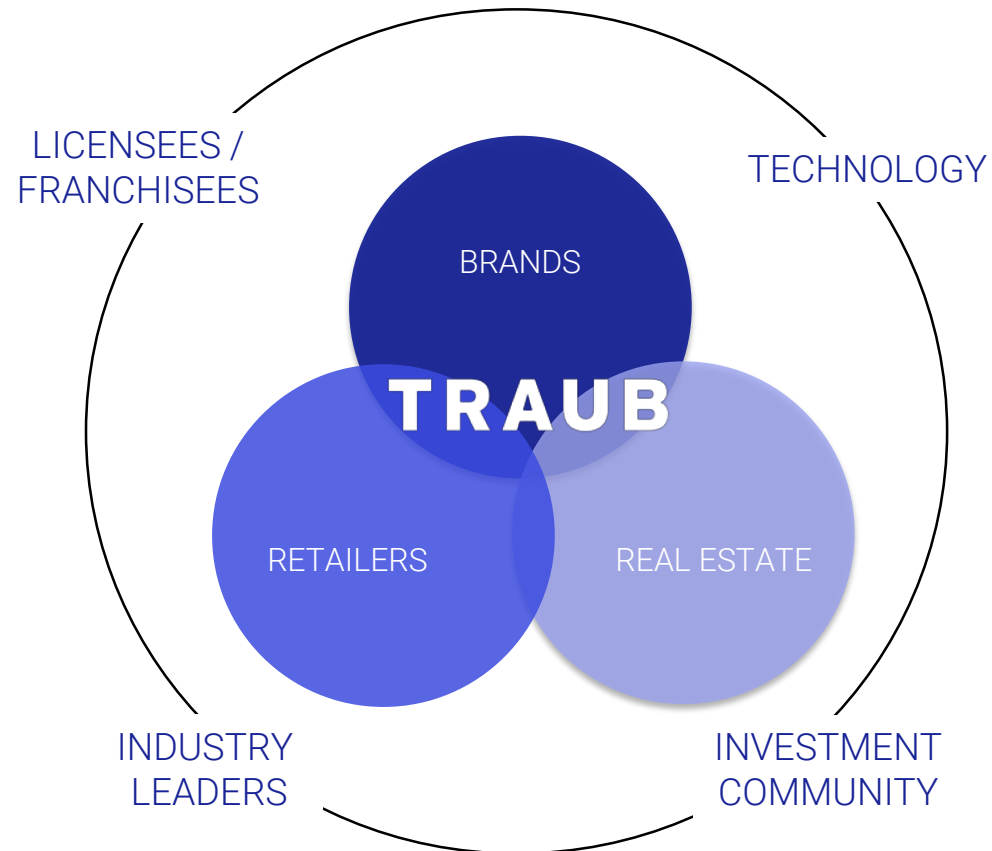 LICENSEES /
FRANCHISEES
TECHNOLOGY
BRANDS
TRAUB
RETAILERS
REAL ESTATE
INDUSTRY
LEADERS
INVESTMENT
COMMUNITY